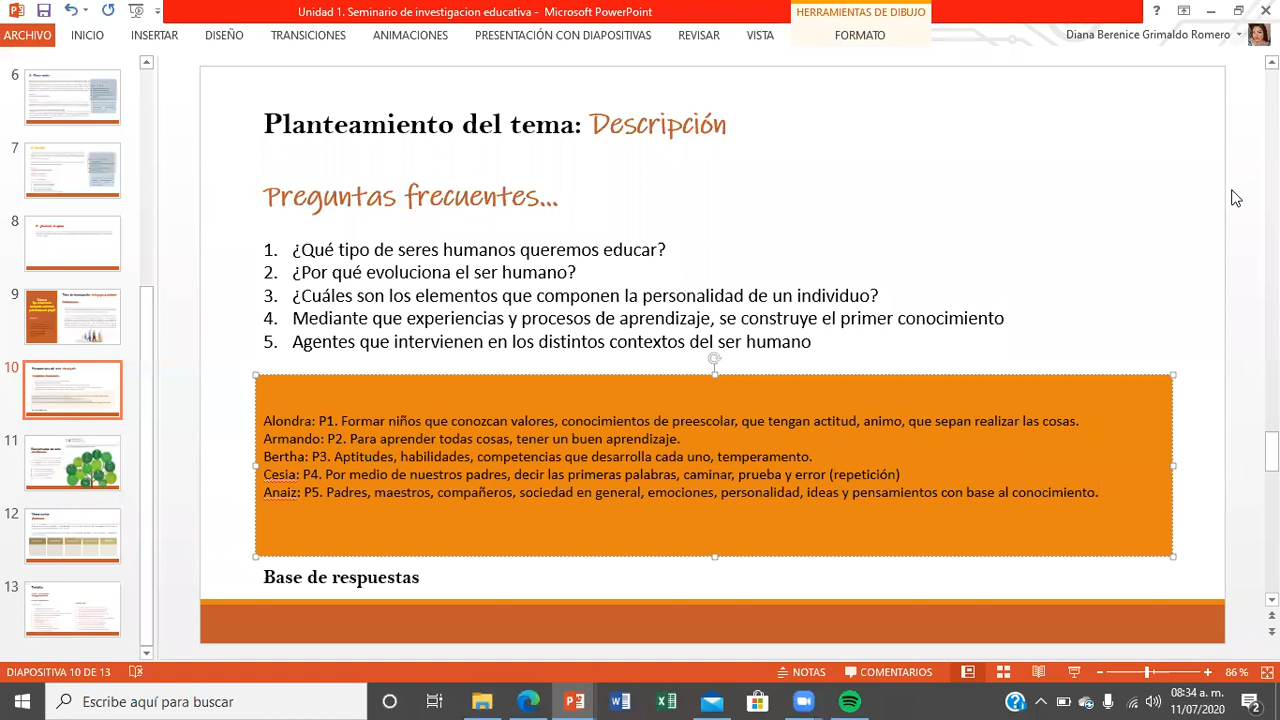 Unidad 1. Seminario de investigacion educativa - Microsoft PowerPoint
HERRAMIENTAS DE DIBUJO
ARCHIVO INICIO INSERTAR DISEÑO TRANSICIONES ANIMACIONES PRESENTACIÓN CON DIAPOSITIVAS REVISAR VISTA FORMATO
Diana Berenice Grimaldo Romero
6
7
8
9
10
11
12
13
Planteamiento del tema: Descripción
Preguntas frecuentes...
1. ¿Qué tipo de seres humanos queremos educar?
2. ¿Por qué evoluciona el ser humano?
3. ¿Cuáles son los elementos que componen la personalidad de un individuo?
4. Mediante que experiencias y procesos de aprendizaje, se construye el primer conocimiento
5. Agentes que intervienen en los distintos contextos del ser humano
Alondra: P1. Formar niños que conozcan valores, conocimientos de preescolar, que tengan actitud, animo, que sepan realizar las cosas.
Armando: P2. Para aprender todas cosas, tener un buen aprendizaje.
Bertha: P3. Aptitudes, habilidades, competencias que desarrolla cada uno, temperamento.
Cesia: P4. Por medio de nuestros padres, decir las primeras palabras, caminar, prueba y error (repetición)
Anaiz: P5. Padres, maestros, compañeros, sociedad en general, emociones, personalidad, ideas y pensamientos con base al conocimiento.
Base de respuestas
DIAPOSITIVA 10 DE 13
NOTAS
COMENTARIOS
86 %
Escribe aquí para buscar
08:34 a. m.
11/07/2020
2